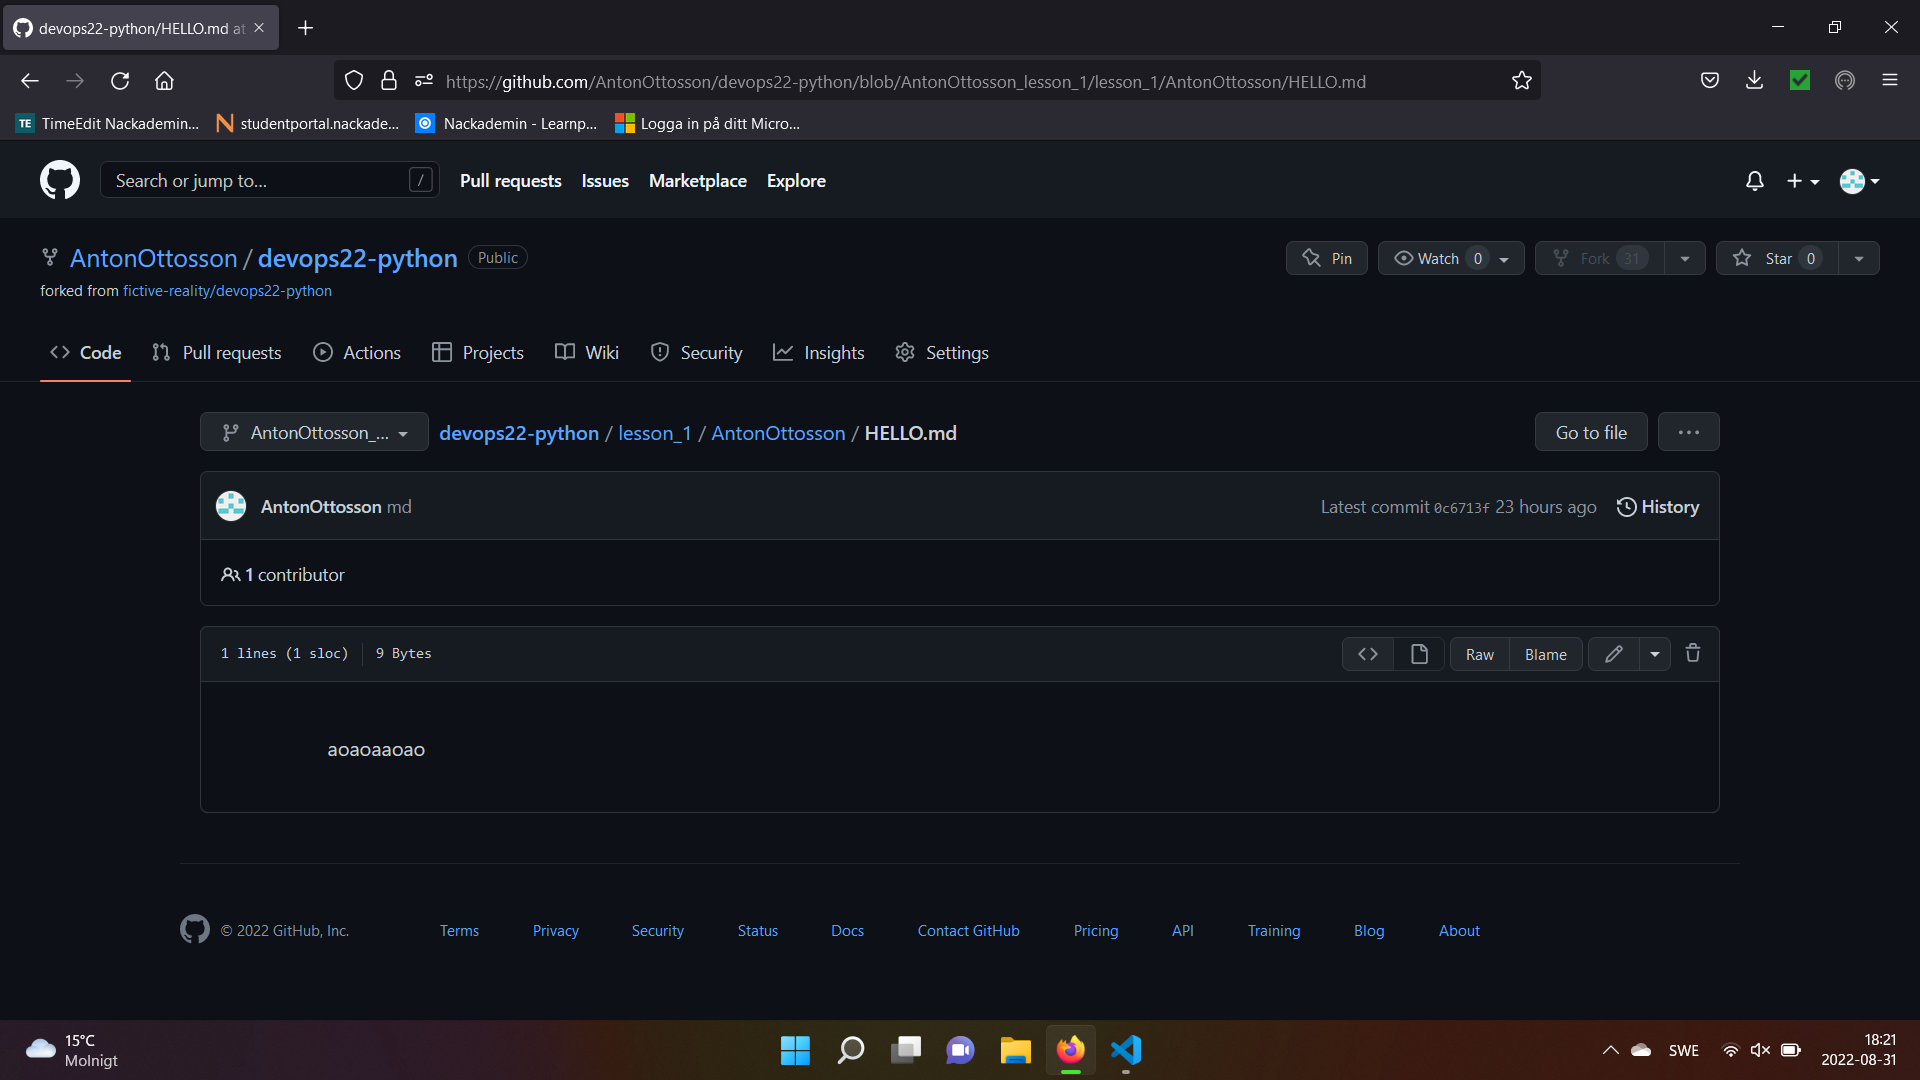 devops22-python/HELLO.md at
https://github.com/AntonOttosson/devops22-python/blob/AntonOttosson_lesson_1/lesson_1/AntonOttosson/HELLO.md
TE TimeEdit Nackademin... studentportal.nackade... Nackademin - Learnp... Logga in på ditt Micro...
Search or jump to... / Pull requests Issues Marketplace Explore
AntonOttosson / devops22-python Public Pin Watch 0 Fork 31 Star 0
forked from fictive-reality/devops22-python
Code Pull requests Actions Projects Wiki Security Insights Settings
AntonOttosson_... devops22-python / lesson_1 / AntonOttosson / HELLO.md Go to file ...
AntonOttosson md Latest commit 0c6713f 23 hours ago History
1 contributor
1 lines (1 sloc) 9 Bytes Raw Blame
aoaoaaoao
© 2022 GitHub, Inc. Terms Privacy Security Status Docs Contact GitHub Pricing API Training Blog About
15°C
Molnigt
SWE
18:21
2022-08-31